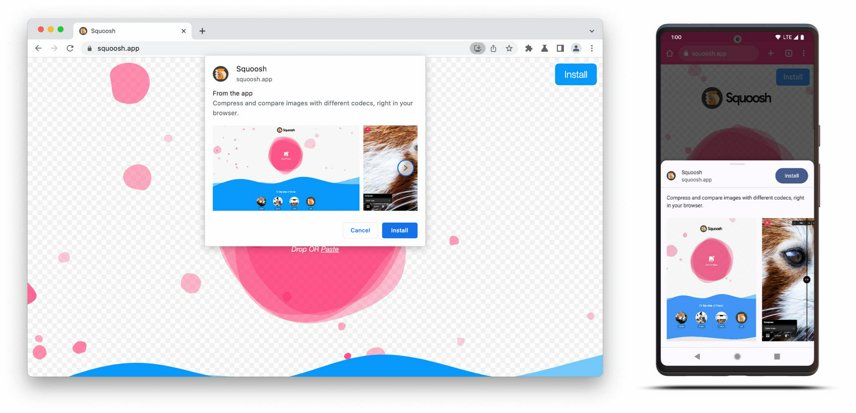 Squoosh
squoosh.app
Install
Squoosh
squoosh.app
From the app
Compress and compare images with different codecs, right in your
browser.
Squoosh
Cancel
Install
Drop OR Paste
1:00
LTE
squoosh.app
Install
Squoosh
Squoosh
squoosh.app
Install
Compress and compare images with different codecs, right
in your browser.
Squoosh